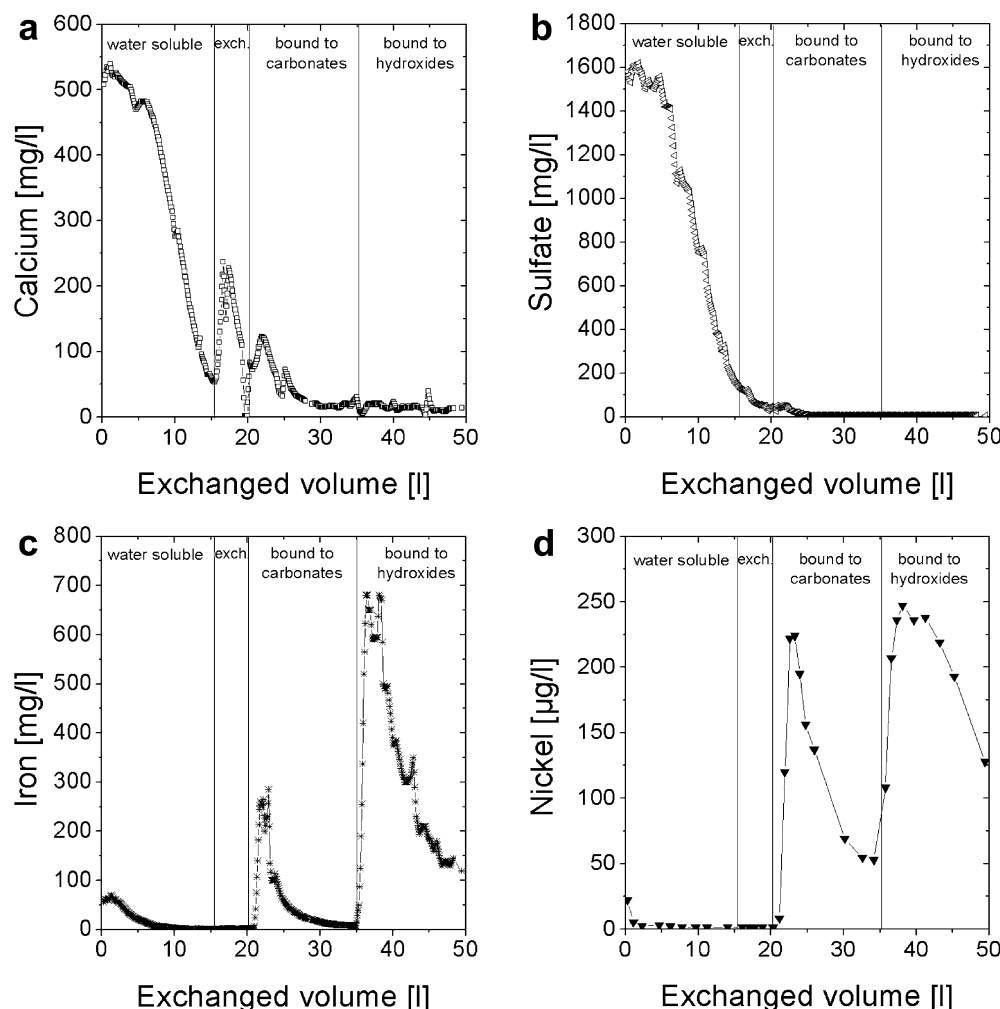 a
600
500
400
300
200
100
0
Calcium [mg/l]
water soluble
exch.
bound to
carbonates
bound to
hydroxides
0 10 20 30 40 50
Exchanged volume [l]
b
1800
1600
1400
1200
1000
800
600
400
200
0
Sulfate [mg/l]
water soluble
exch.
bound to
carbonates
bound to
hydroxides
0 10 20 30 40 50
Exchanged volume [l]
c
800
700
600
500
400
300
200
100
0
Iron [mg/l]
water soluble
exch.
bound to
carbonates
bound to
hydroxides
0 10 20 30 40 50
Exchanged volume [l]
d
300
250
200
150
100
50
0
Nickel [µg/l]
water soluble
exch.
bound to
carbonates
bound to
hydroxides
0 10 20 30 40 50
Exchanged volume [l]